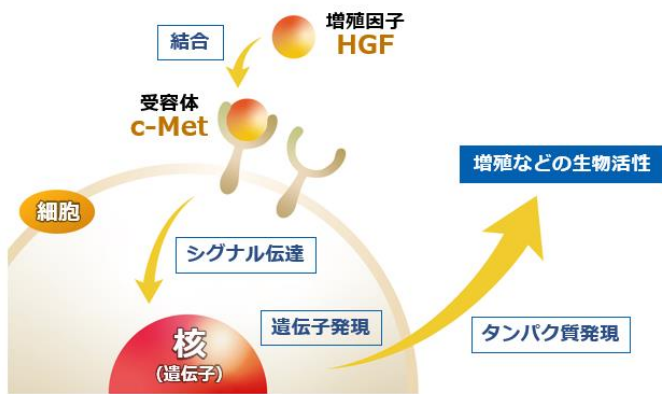 増殖因子
HGF
結合
受容体
c-Met
増殖などの生物活性
細胞
シグナル伝達
遺伝子発現
タンパク質発現
核
(遺伝子)